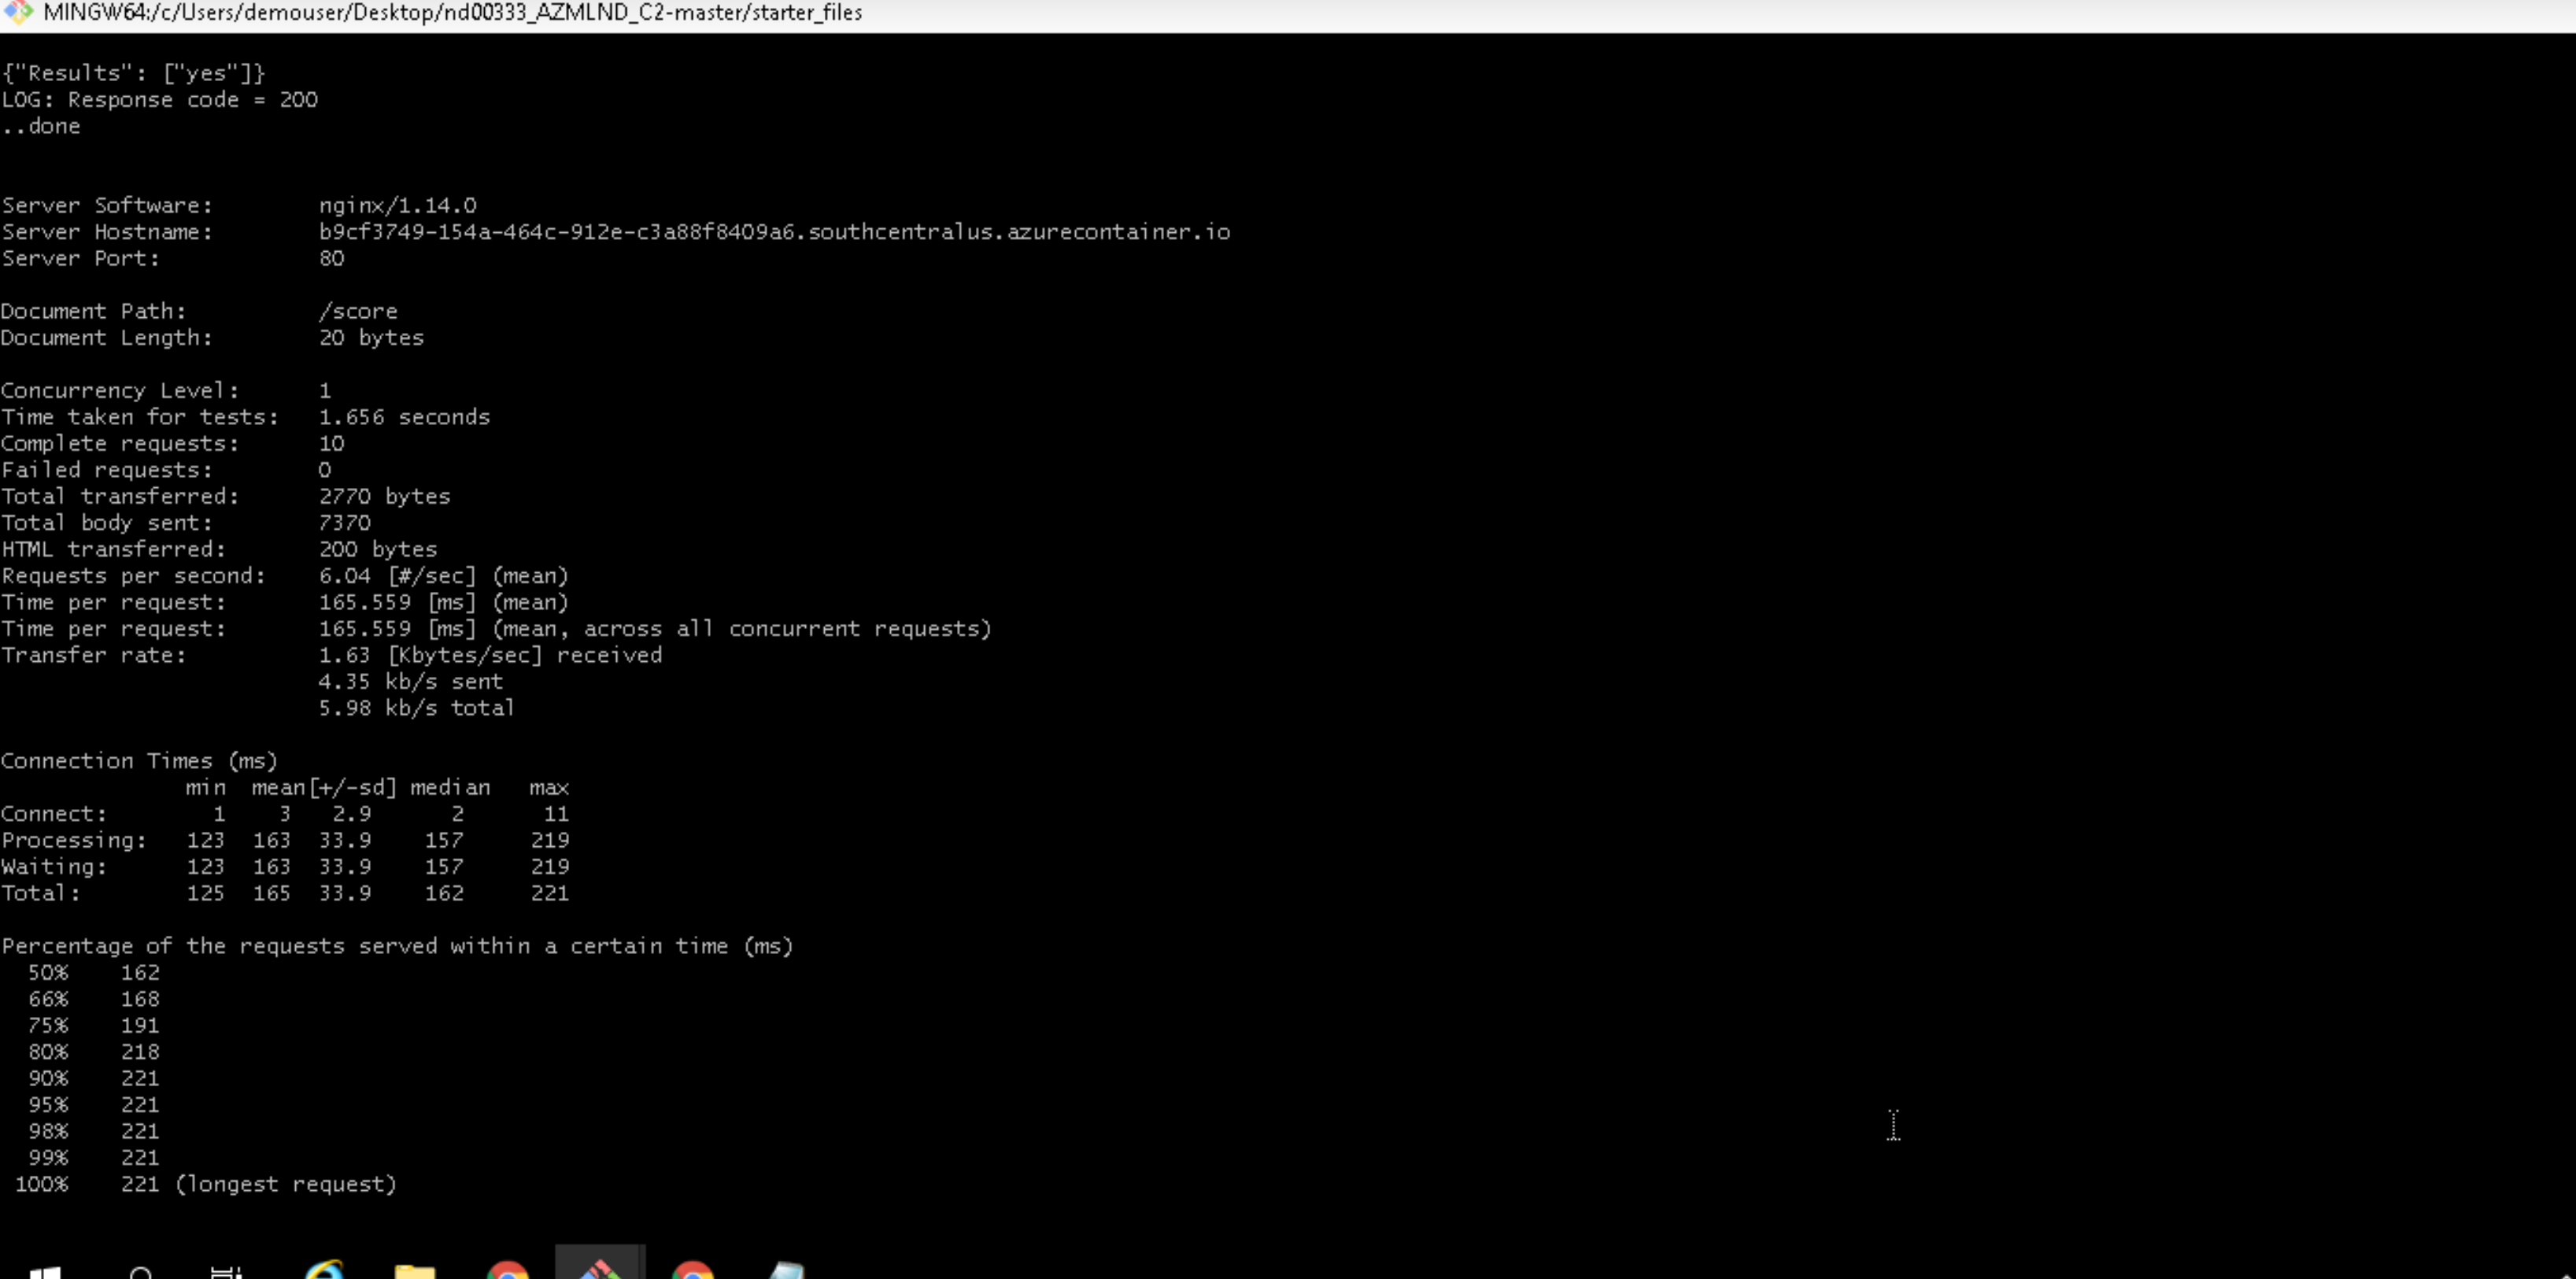 MINGW64:/c/Users/demouser/Desktop/nd00333_AZMLND_C2-master/starter_files
{"Results": ["yes"]}
LOG: Response code = 200
..done
Server Software: nginx/1.14.0
Server Hostname: b9cf3749-154a-464c-912e-c3a88f8409a6.southcentralus.azurecontainer.io
Server Port: 80
Document Path: /score
Document Length: 20 bytes
Concurrency Level: 1
Time taken for tests: 1.656 seconds
Complete requests: 10
Failed requests: 0
Total transferred: 2770 bytes
Total body sent: 7370
HTML transferred: 200 bytes
Requests per second: 6.04 [#/sec] (mean)
Time per request: 165.559 [ms] (mean)
Time per request: 165.559 [ms] (mean, across all concurrent requests)
Transfer rate: 1.63 [Kbytes/sec] received
4.35 kb/s sent
5.98 kb/s total
Connection Times (ms)
min mean[+/-sd] median max
Connect: 1 3 2.9 2 11
Processing: 123 163 33.9 157 219
Waiting: 123 163 33.9 157 219
Total: 125 165 33.9 162 221
Percentage of the requests served within a certain time (ms)
50% 162
66% 168
75% 191
80% 218
90% 221
95% 221
98% 221
99% 221
100% 221 (longest request)